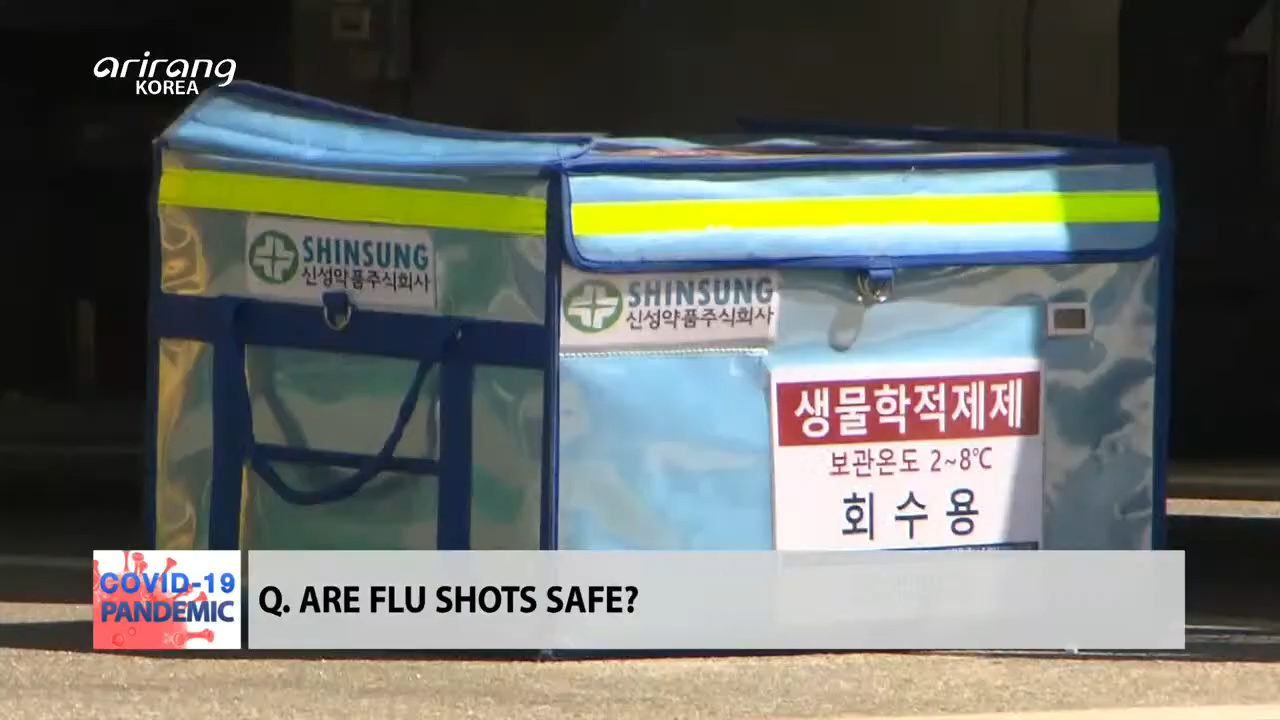 arirang
KOREA
SHINSUNG
신성약품주식회사
SHINSUNG
신성약품주식회사
생물학적제제
보관온도 2~8℃
회수용
COVID-19
PANDEMIC
Q. ARE FLU SHOTS SAFE?